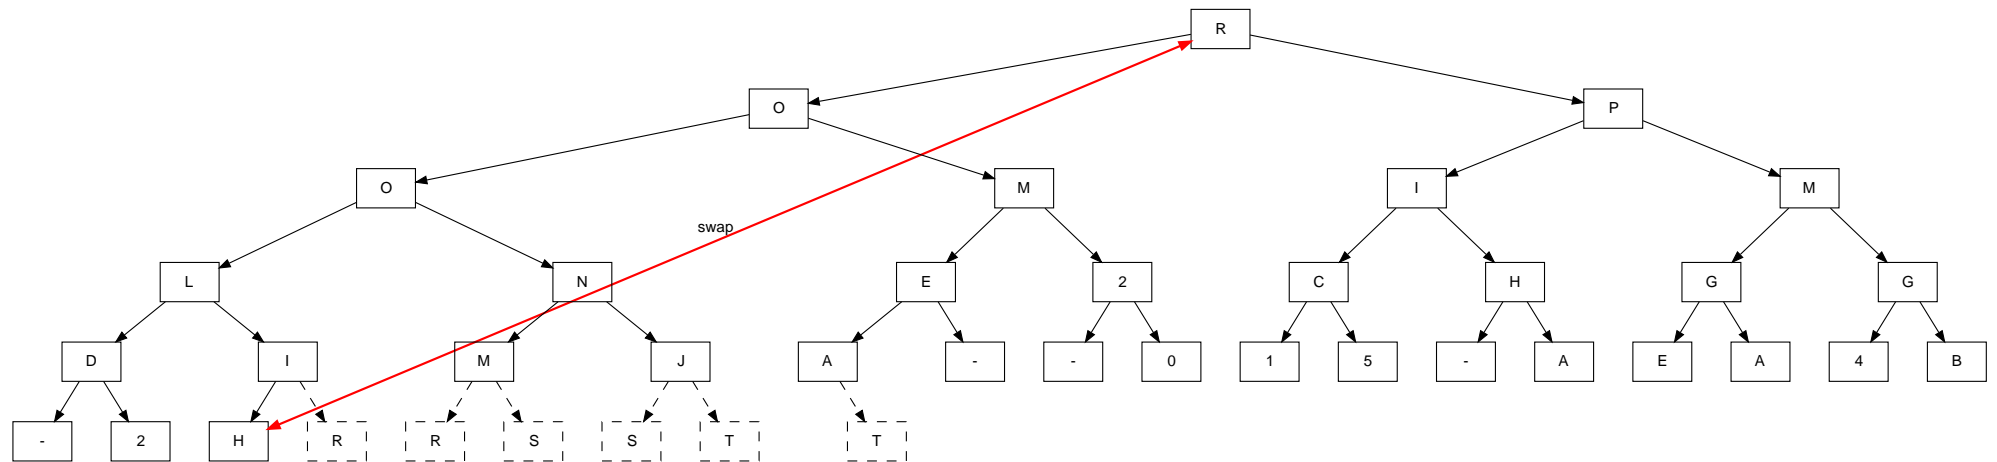 R
O P
O M I M
swap
L N E 2 C H G G
D I M J A - - 0 1 5 - A E A 4 B
- 2 H R R S S T T